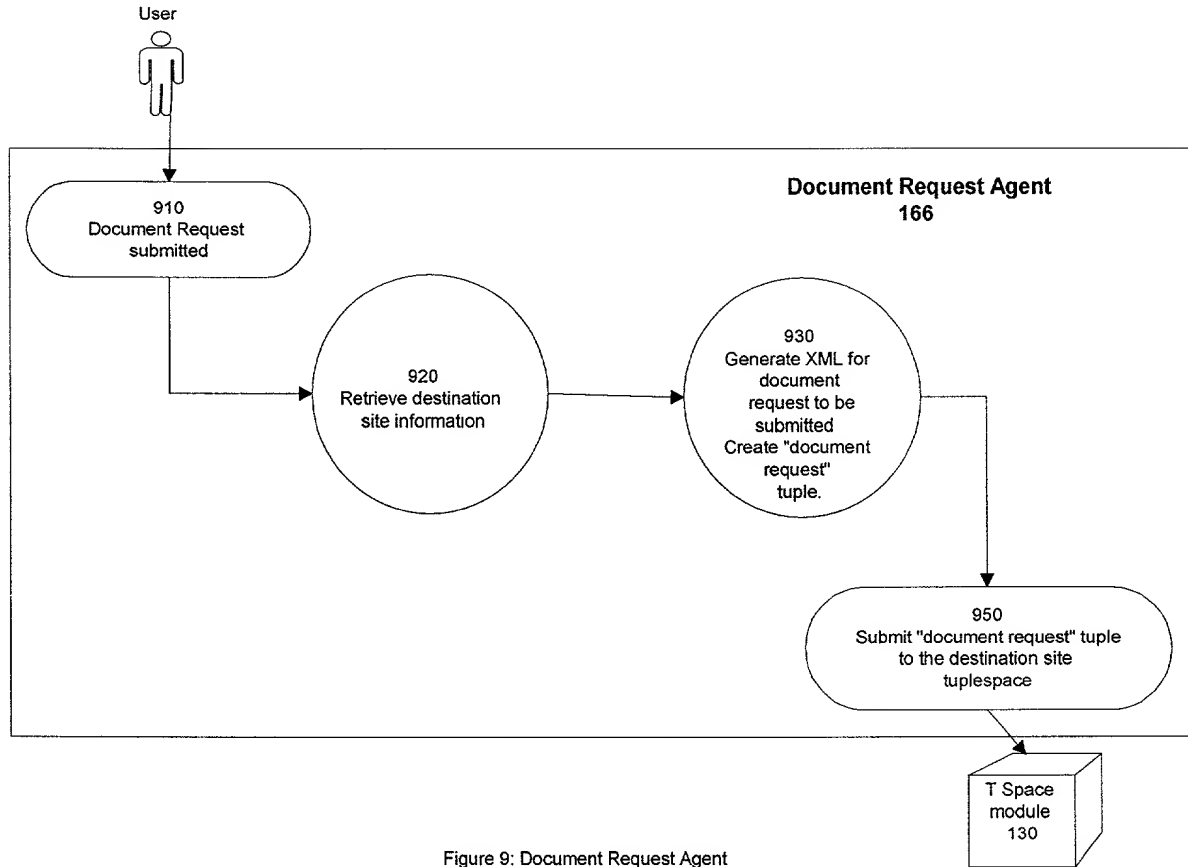 User
Document Request Agent
166
910
Document Request
submitted
920
Retrieve destination
site information
930
Generate XML for
document
request to be
submitted
Create "document
request"
tuple.
950
Submit "document request" tuple
to the destination site
tuplespace
T Space
module
130
Figure 9: Document Request Agent